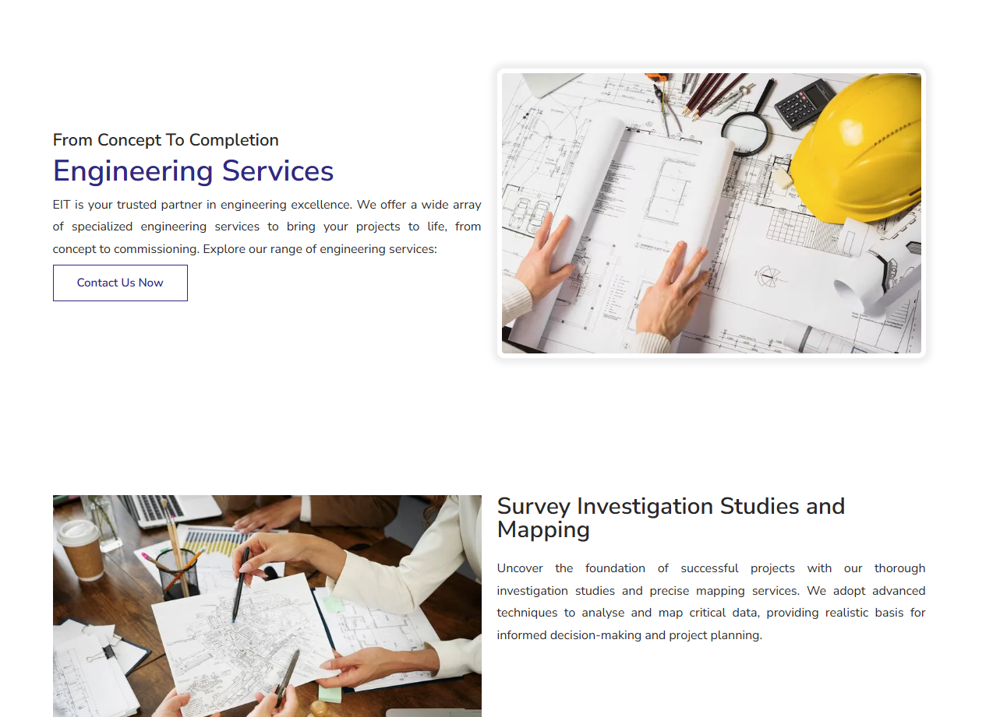 From Concept To Completion
Engineering Services
EIT is your trusted partner in engineering excellence. We offer a wide array
of specialized engineering services to bring your projects to life, from
concept to commissioning. Explore our range of engineering services:
Contact Us Now
Survey Investigation Studies and
Mapping
Uncover the foundation of successful projects with our thorough
investigation studies and precise mapping services. We adopt advanced
techniques to analyse and map critical data, providing realistic basis for
informed decision-making and project planning.